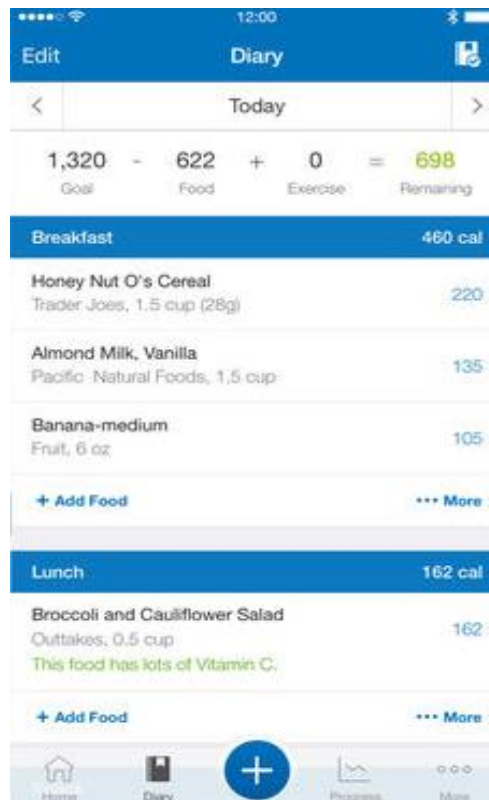 12:00
Edit Diary
< Today >
1,320 - 622 + 0 = 698
Goal Food Exercise Remaining
Breakfast 460 cal
Honey Nut O's Cereal
Trader Joes, 1.5 cup (28g) 220
Almond Milk, Vanilla
Pacific Natural Foods, 1.5 cup 135
Banana-medium
Fruit, 6 oz 105
+ Add Food ••• More
Lunch 162 cal
Broccoli and Cauliflower Salad
Outtakes, 0.5 cup 162
This food has lots of Vitamin C.
+ Add Food ••• More
Home Diary Progress More